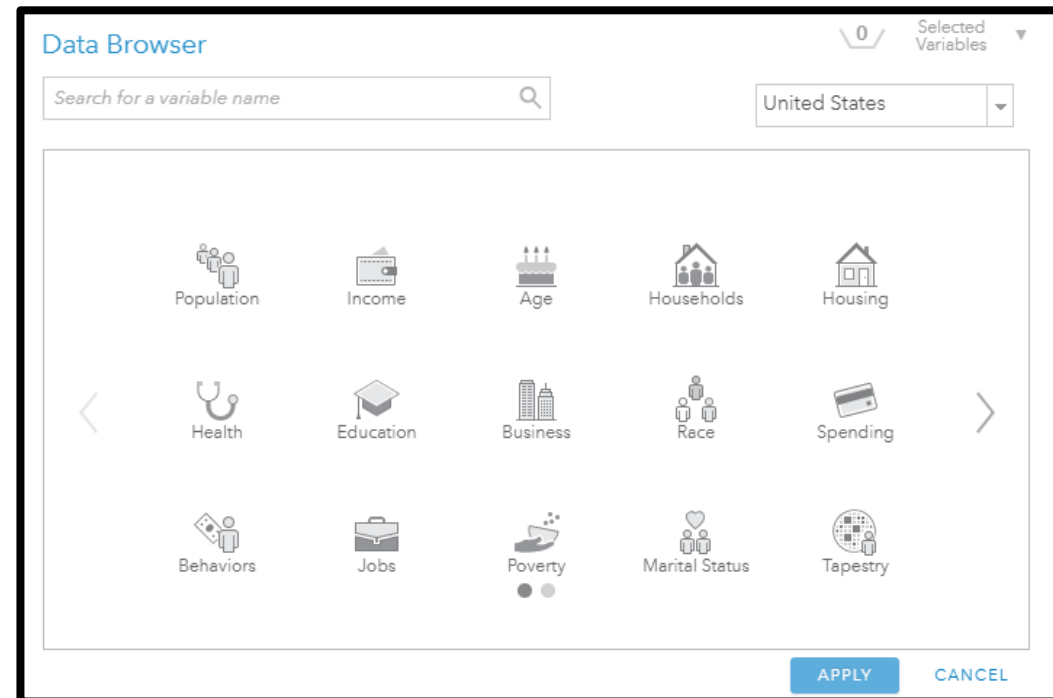 Data Browser
0
Selected
Variables
Search for a variable name
United States
Population
Income
Age
Households
Housing
Health
Education
Business
Race
Spending
Behaviors
Jobs
Poverty
Marital Status
Tapestry
APPLY
CANCEL